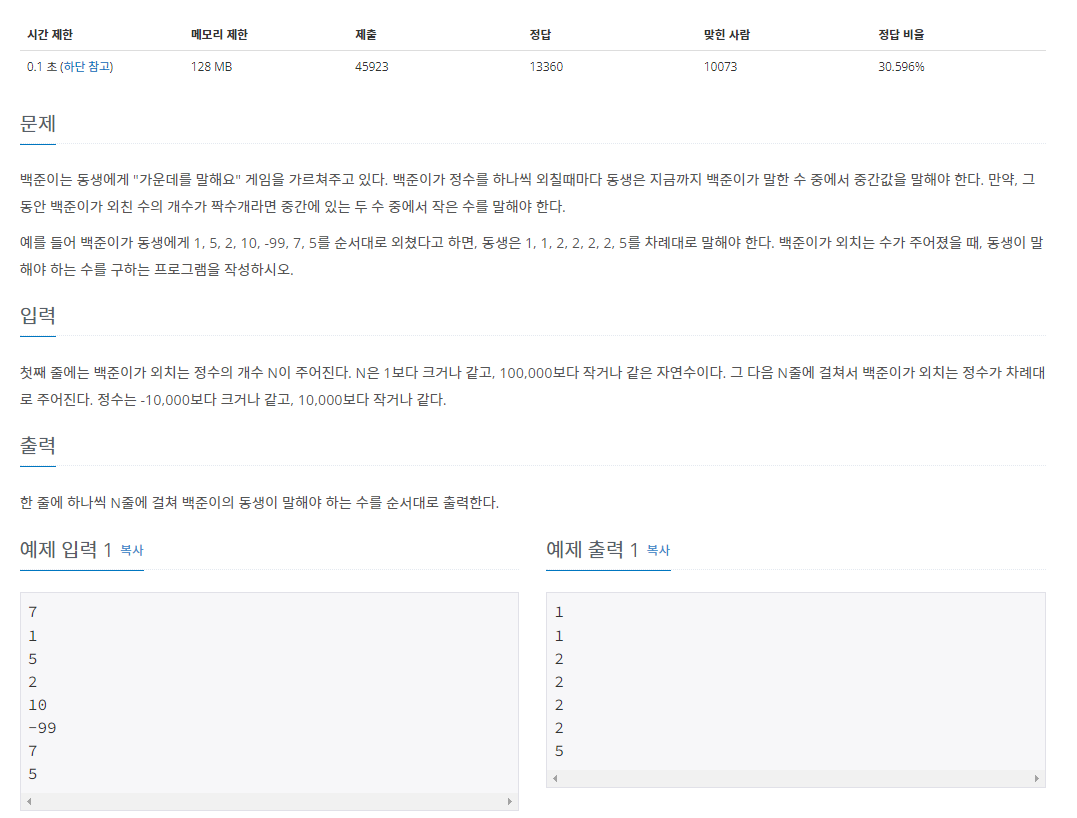 시간 제한 메모리 제한 제출 정답 맞힌 사람 정답 비율
0.1 초 (하단 참고) 128 MB 45923 13360 10073 30.596%
문제
백준이는 동생에게 "가운데를 말해요" 게임을 가르쳐주고 있다. 백준이가 정수를 하나씩 외칠때마다 동생은 지금까지 백준이가 말한 수 중에서 중간값을 말해야 한다. 만약, 그
동안 백준이가 외친 수의 개수가 짝수개라면 중간에 있는 두 수 중에서 작은 수를 말해야 한다.
예를 들어 백준이가 동생에게 1, 5, 2, 10, -99, 7, 5를 순서대로 외쳤다고 하면, 동생은 1, 1, 2, 2, 2, 2, 5를 차례대로 말해야 한다. 백준이가 외치는 수가 주어졌을 때, 동생이 말
해야 하는 수를 구하는 프로그램을 작성하시오.
입력
첫째 줄에는 백준이가 외치는 정수의 개수 N이 주어진다. N은 1보다 크거나 같고, 100,000보다 작거나 같은 자연수이다. 그 다음 N줄에 걸쳐서 백준이가 외치는 정수가 차례대
로 주어진다. 정수는 -10,000보다 크거나 같고, 10,000보다 작거나 같다.
출력
한 줄에 하나씩 N줄에 걸쳐 백준이의 동생이 말해야 하는 수를 순서대로 출력한다.
예제 입력 1 복사
7
1
5
2
10
-99
7
5
예제 출력 1 복사
1
1
2
2
2
2
5